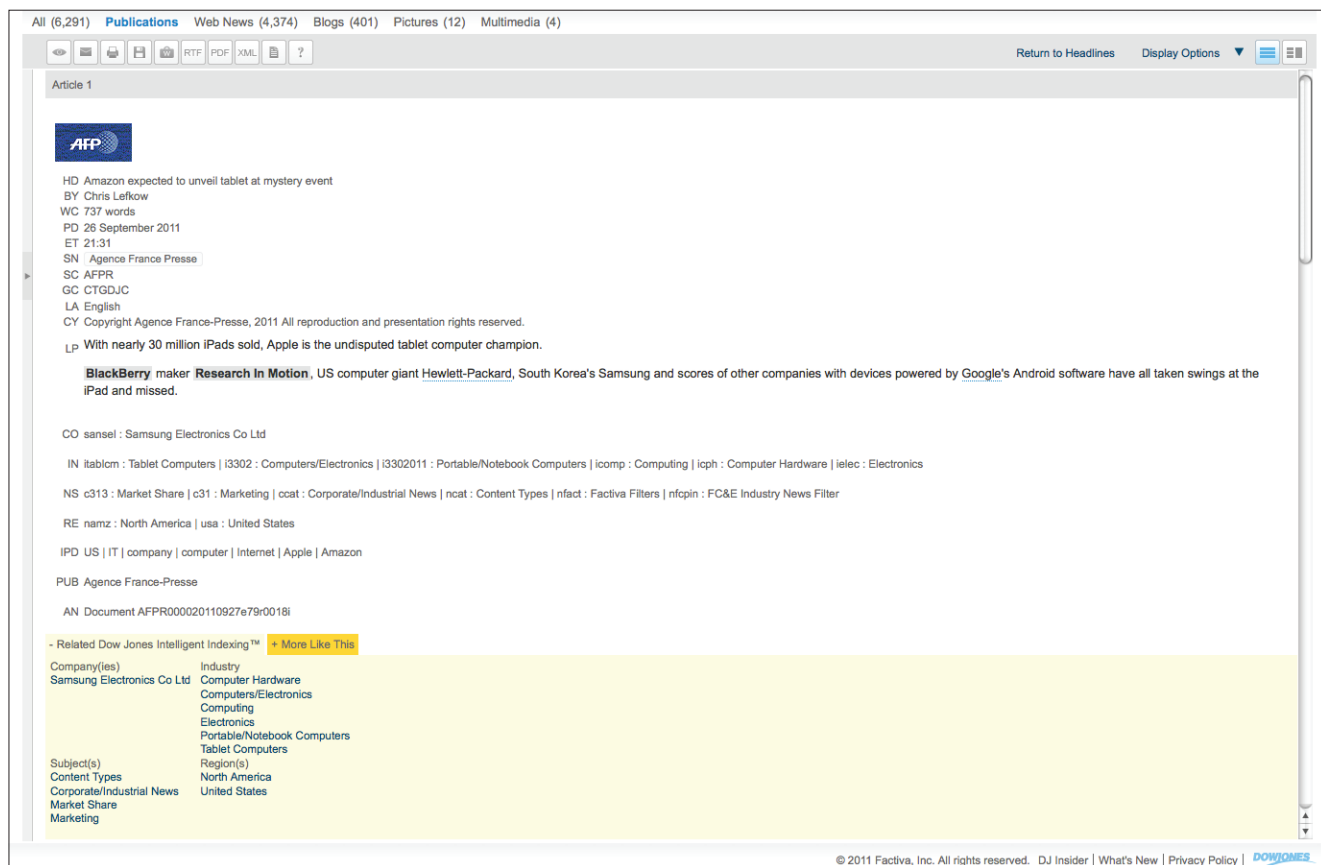 All (6,291) Publications Web News (4,374) Blogs (401) Pictures (12) Multimedia (4)
RTF PDF XML ? Return to Headlines Display Options
Article 1
AFP
HD Amazon expected to unveil tablet at mystery event
BY Chris Lefkow
WC 737 words
PD 26 September 2011
ET 21:31
SN Agence France Presse
SC AFPR
GC CTGDJC
LA English
CY Copyright Agence France-Presse, 2011 All reproduction and presentation rights reserved.
LP With nearly 30 million iPads sold, Apple is the undisputed tablet computer champion.
BlackBerry maker Research In Motion, US computer giant Hewlett-Packard, South Korea's Samsung and scores of other companies with devices powered by Google's Android software have all taken swings at the
iPad and missed.
CO sansel : Samsung Electronics Co Ltd
IN itablcm : Tablet Computers | i3302 : Computers/Electronics | i3302011 : Portable/Notebook Computers | icomp : Computing | icph : Computer Hardware | ielec : Electronics
NS c313 : Market Share | c31 : Marketing | ccat : Corporate/Industrial News | ncat : Content Types | nfact : Factiva Filters | nfcpin : FC&E Industry News Filter
RE namz : North America | usa : United States
IPD US | IT | company | computer | Internet | Apple | Amazon
PUB Agence France-Presse
AN Document AFPR000020110927e79r0018i
- Related Dow Jones Intelligent Indexing™ + More Like This
Company(ies) Industry
Samsung Electronics Co Ltd Computer Hardware
Computers/Electronics
Computing
Electronics
Portable/Notebook Computers
Tablet Computers
Subject(s) Region(s)
Content Types North America
Corporate/Industrial News United States
Market Share
Marketing
© 2011 Factiva, Inc. All rights reserved. DJ Insider | What's New | Privacy Policy | DOWJONES